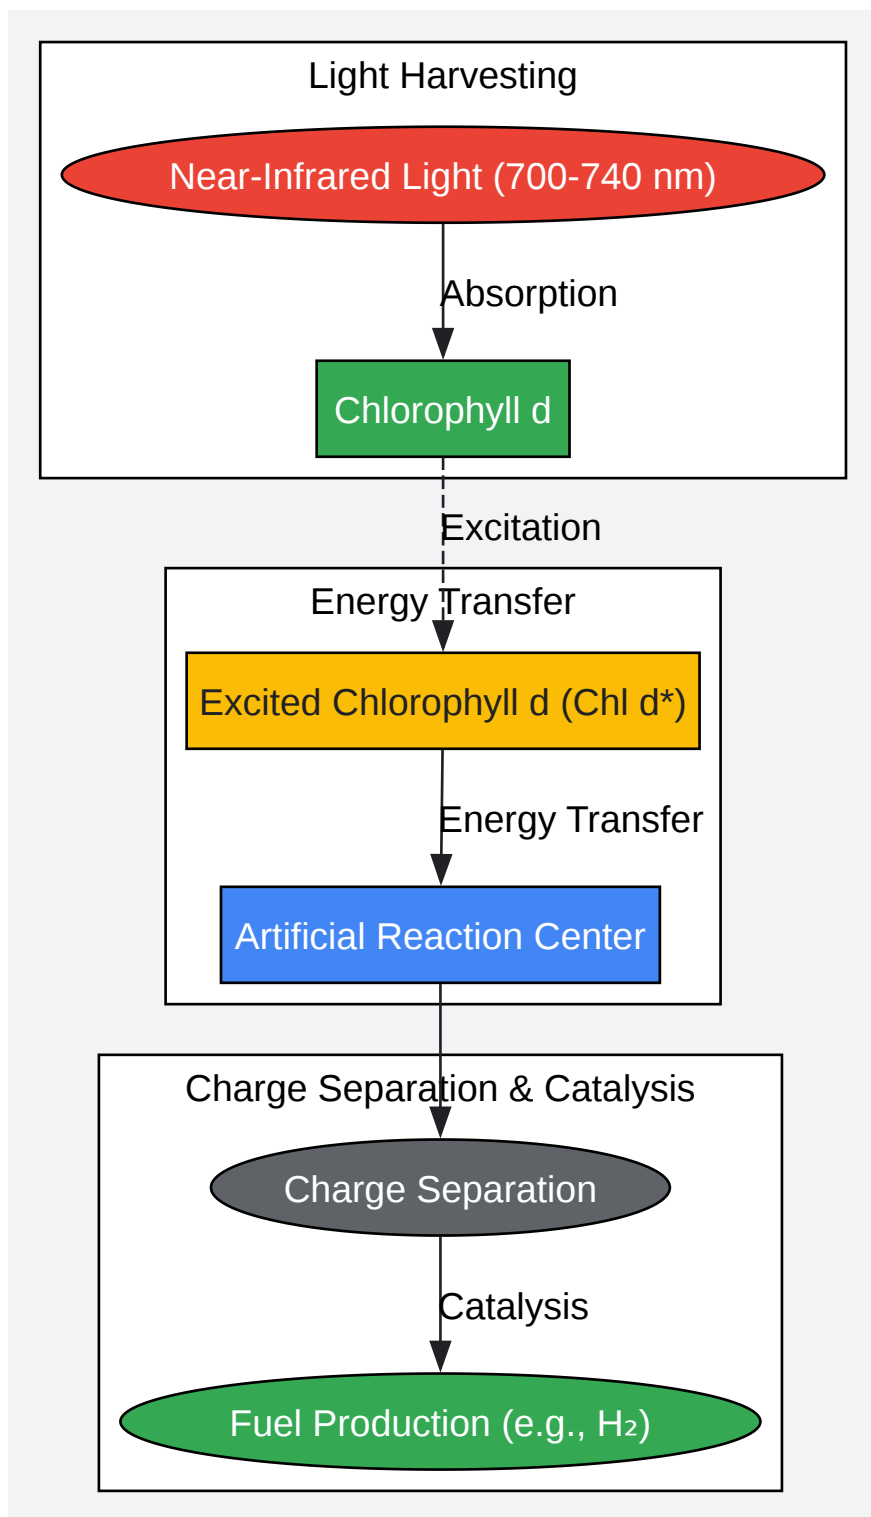 Light Harvesting
Near-Infrared Light (700-740 nm)
Absorption
Chlorophyll d
Excitation
Energy Transfer
Excited Chlorophyll d (Chl d*)
Energy Transfer
Artificial Reaction Center
Charge Separation & Catalysis
Charge Separation
Catalysis
Fuel Production (e.g., H₂)